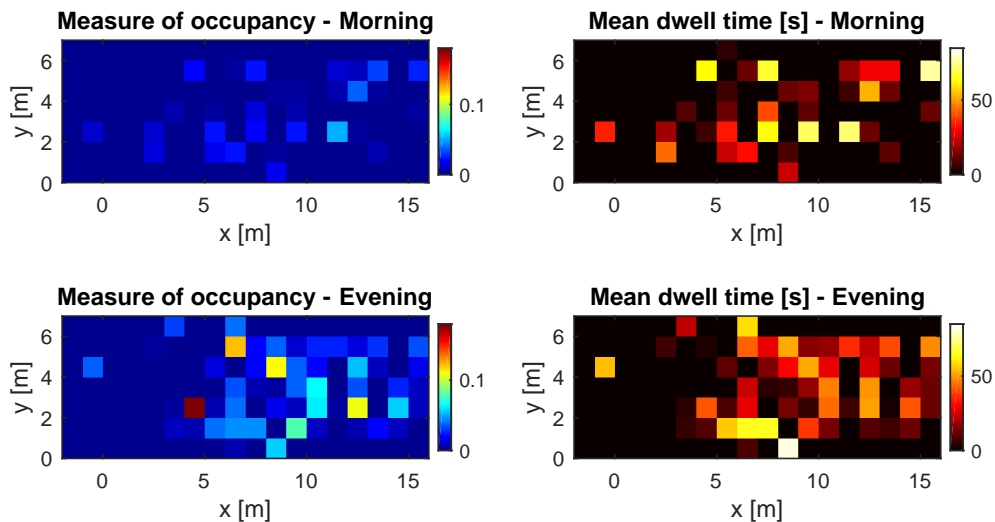 Measure of occupancy - Morning
6
4
2
0
y [m]
0 5 10 15
x [m]
0.1
0
Mean dwell time [s] - Morning
6
4
2
0
y [m]
0 5 10 15
x [m]
50
0
Measure of occupancy - Evening
6
4
2
0
y [m]
0 5 10 15
x [m]
0.1
0
Mean dwell time [s] - Evening
6
4
2
0
y [m]
0 5 10 15
x [m]
50
0